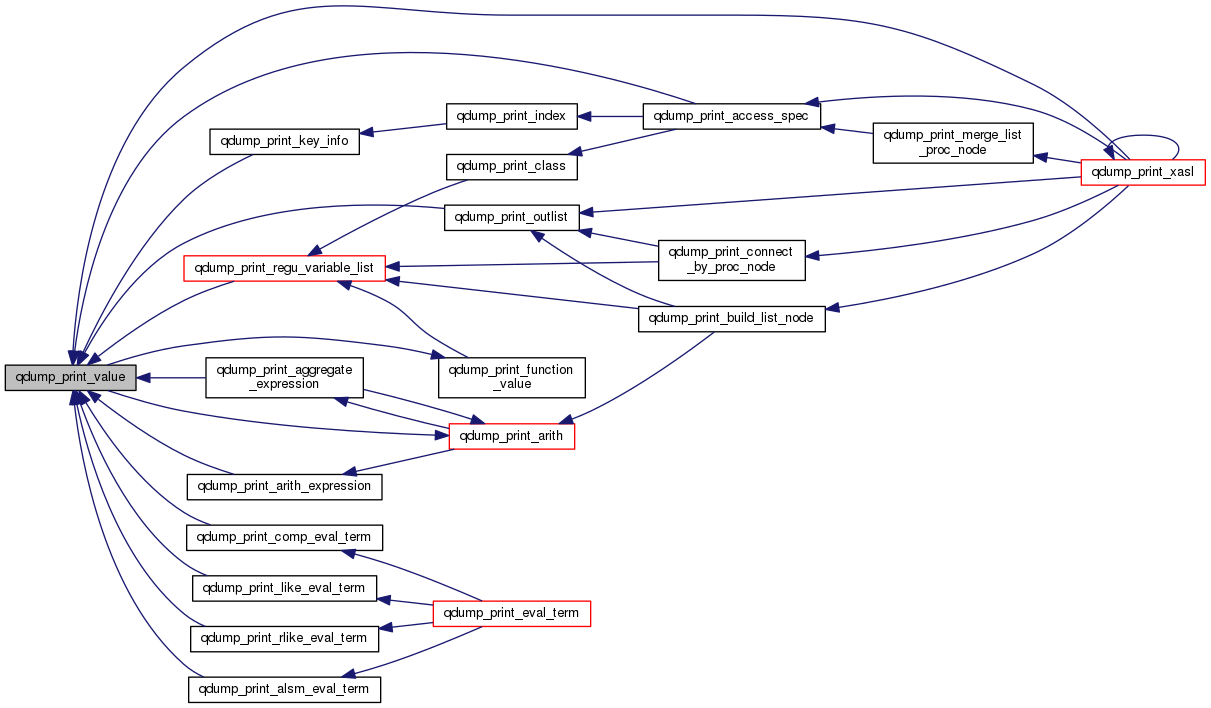 qdump_print_value
qdump_print_key_info
qdump_print_index
qdump_print_class
qdump_print_access_spec
qdump_print_merge_list
_proc_node
qdump_print_xasl
qdump_print_outlist
qdump_print_connect
_by_proc_node
qdump_print_regu_variable_list
qdump_print_build_list_node
qdump_print_function
_value
qdump_print_aggregate
_expression
qdump_print_arith
qdump_print_arith_expression
qdump_print_comp_eval_term
qdump_print_like_eval_term
qdump_print_eval_term
qdump_print_rlike_eval_term
qdump_print_alsm_eval_term